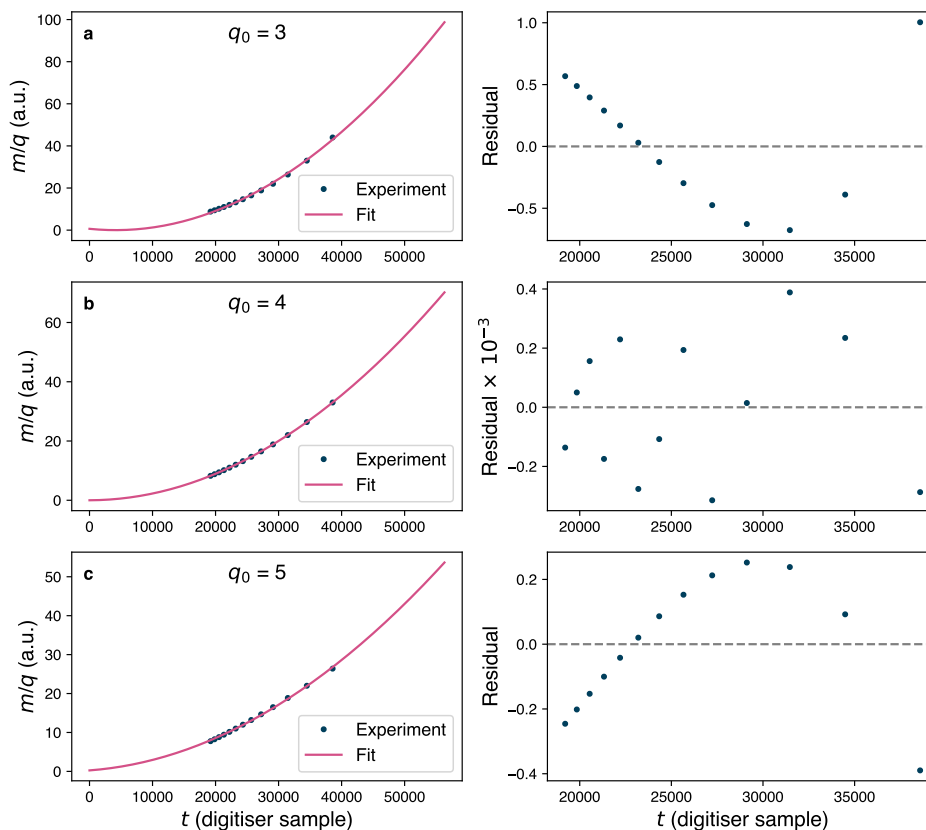 a
q₀ = 3
m/q (a.u.)
100
80
60
40
20
0
Experiment
Fit
0 10000 20000 30000 40000 50000
Residual
1.0
0.5
0.0
−0.5
20000 25000 30000 35000
b
q₀ = 4
m/q (a.u.)
60
40
20
0
Experiment
Fit
0 10000 20000 30000 40000 50000
Residual × 10⁻³
0.4
0.2
0.0
−0.2
20000 25000 30000 35000
c
q₀ = 5
m/q (a.u.)
50
40
30
20
10
0
Experiment
Fit
0 10000 20000 30000 40000 50000
t (digitiser sample)
Residual
0.2
0.0
−0.2
−0.4
20000 25000 30000 35000
t (digitiser sample)